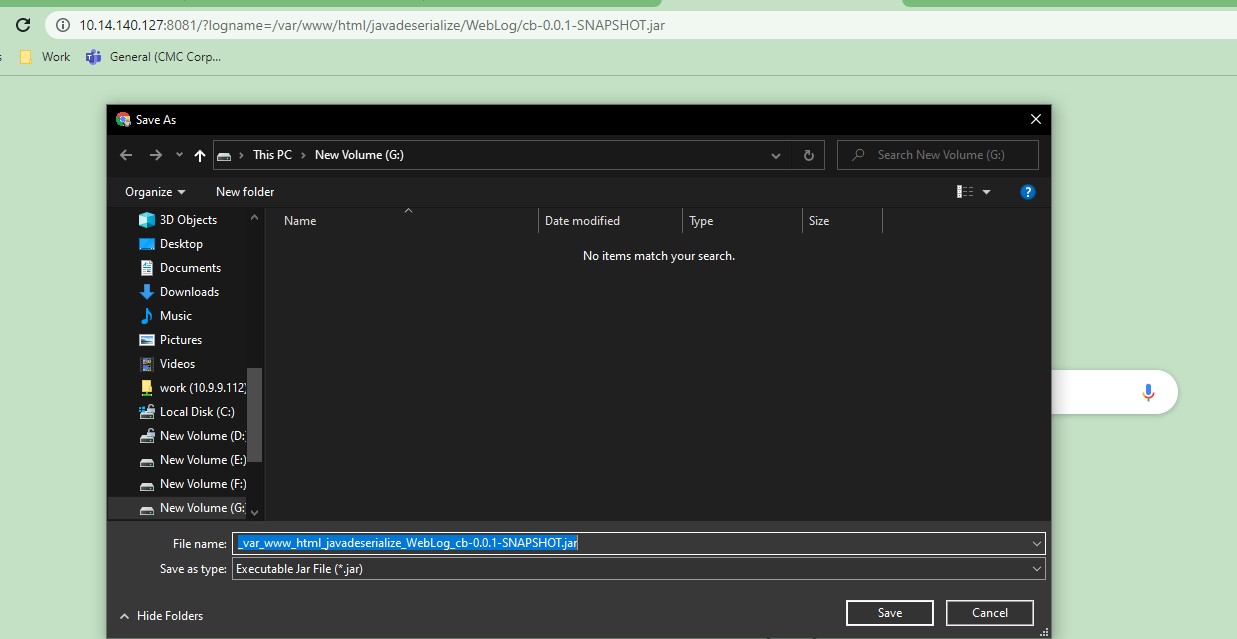 10.14.140.127:8081/?logname=/var/www/html/javadeserialize/WebLog/cb-0.0.1-SNAPSHOT.jar
Work General (CMC Corp...
Save As
This PC › New Volume (G:)
Search New Volume (G:)
Organize New folder
Name Date modified Type Size
No items match your search.
3D Objects
Desktop
Documents
Downloads
Music
Pictures
Videos
work (10.9.9.112)
Local Disk (C:)
New Volume (D:
New Volume (E:)
New Volume (F:)
New Volume (G:
File name: _var_www_html_javadeserialize_WebLog_cb-0.0.1-SNAPSHOT.jar
Save as type: Executable Jar File (*.jar)
Hide Folders
Save Cancel